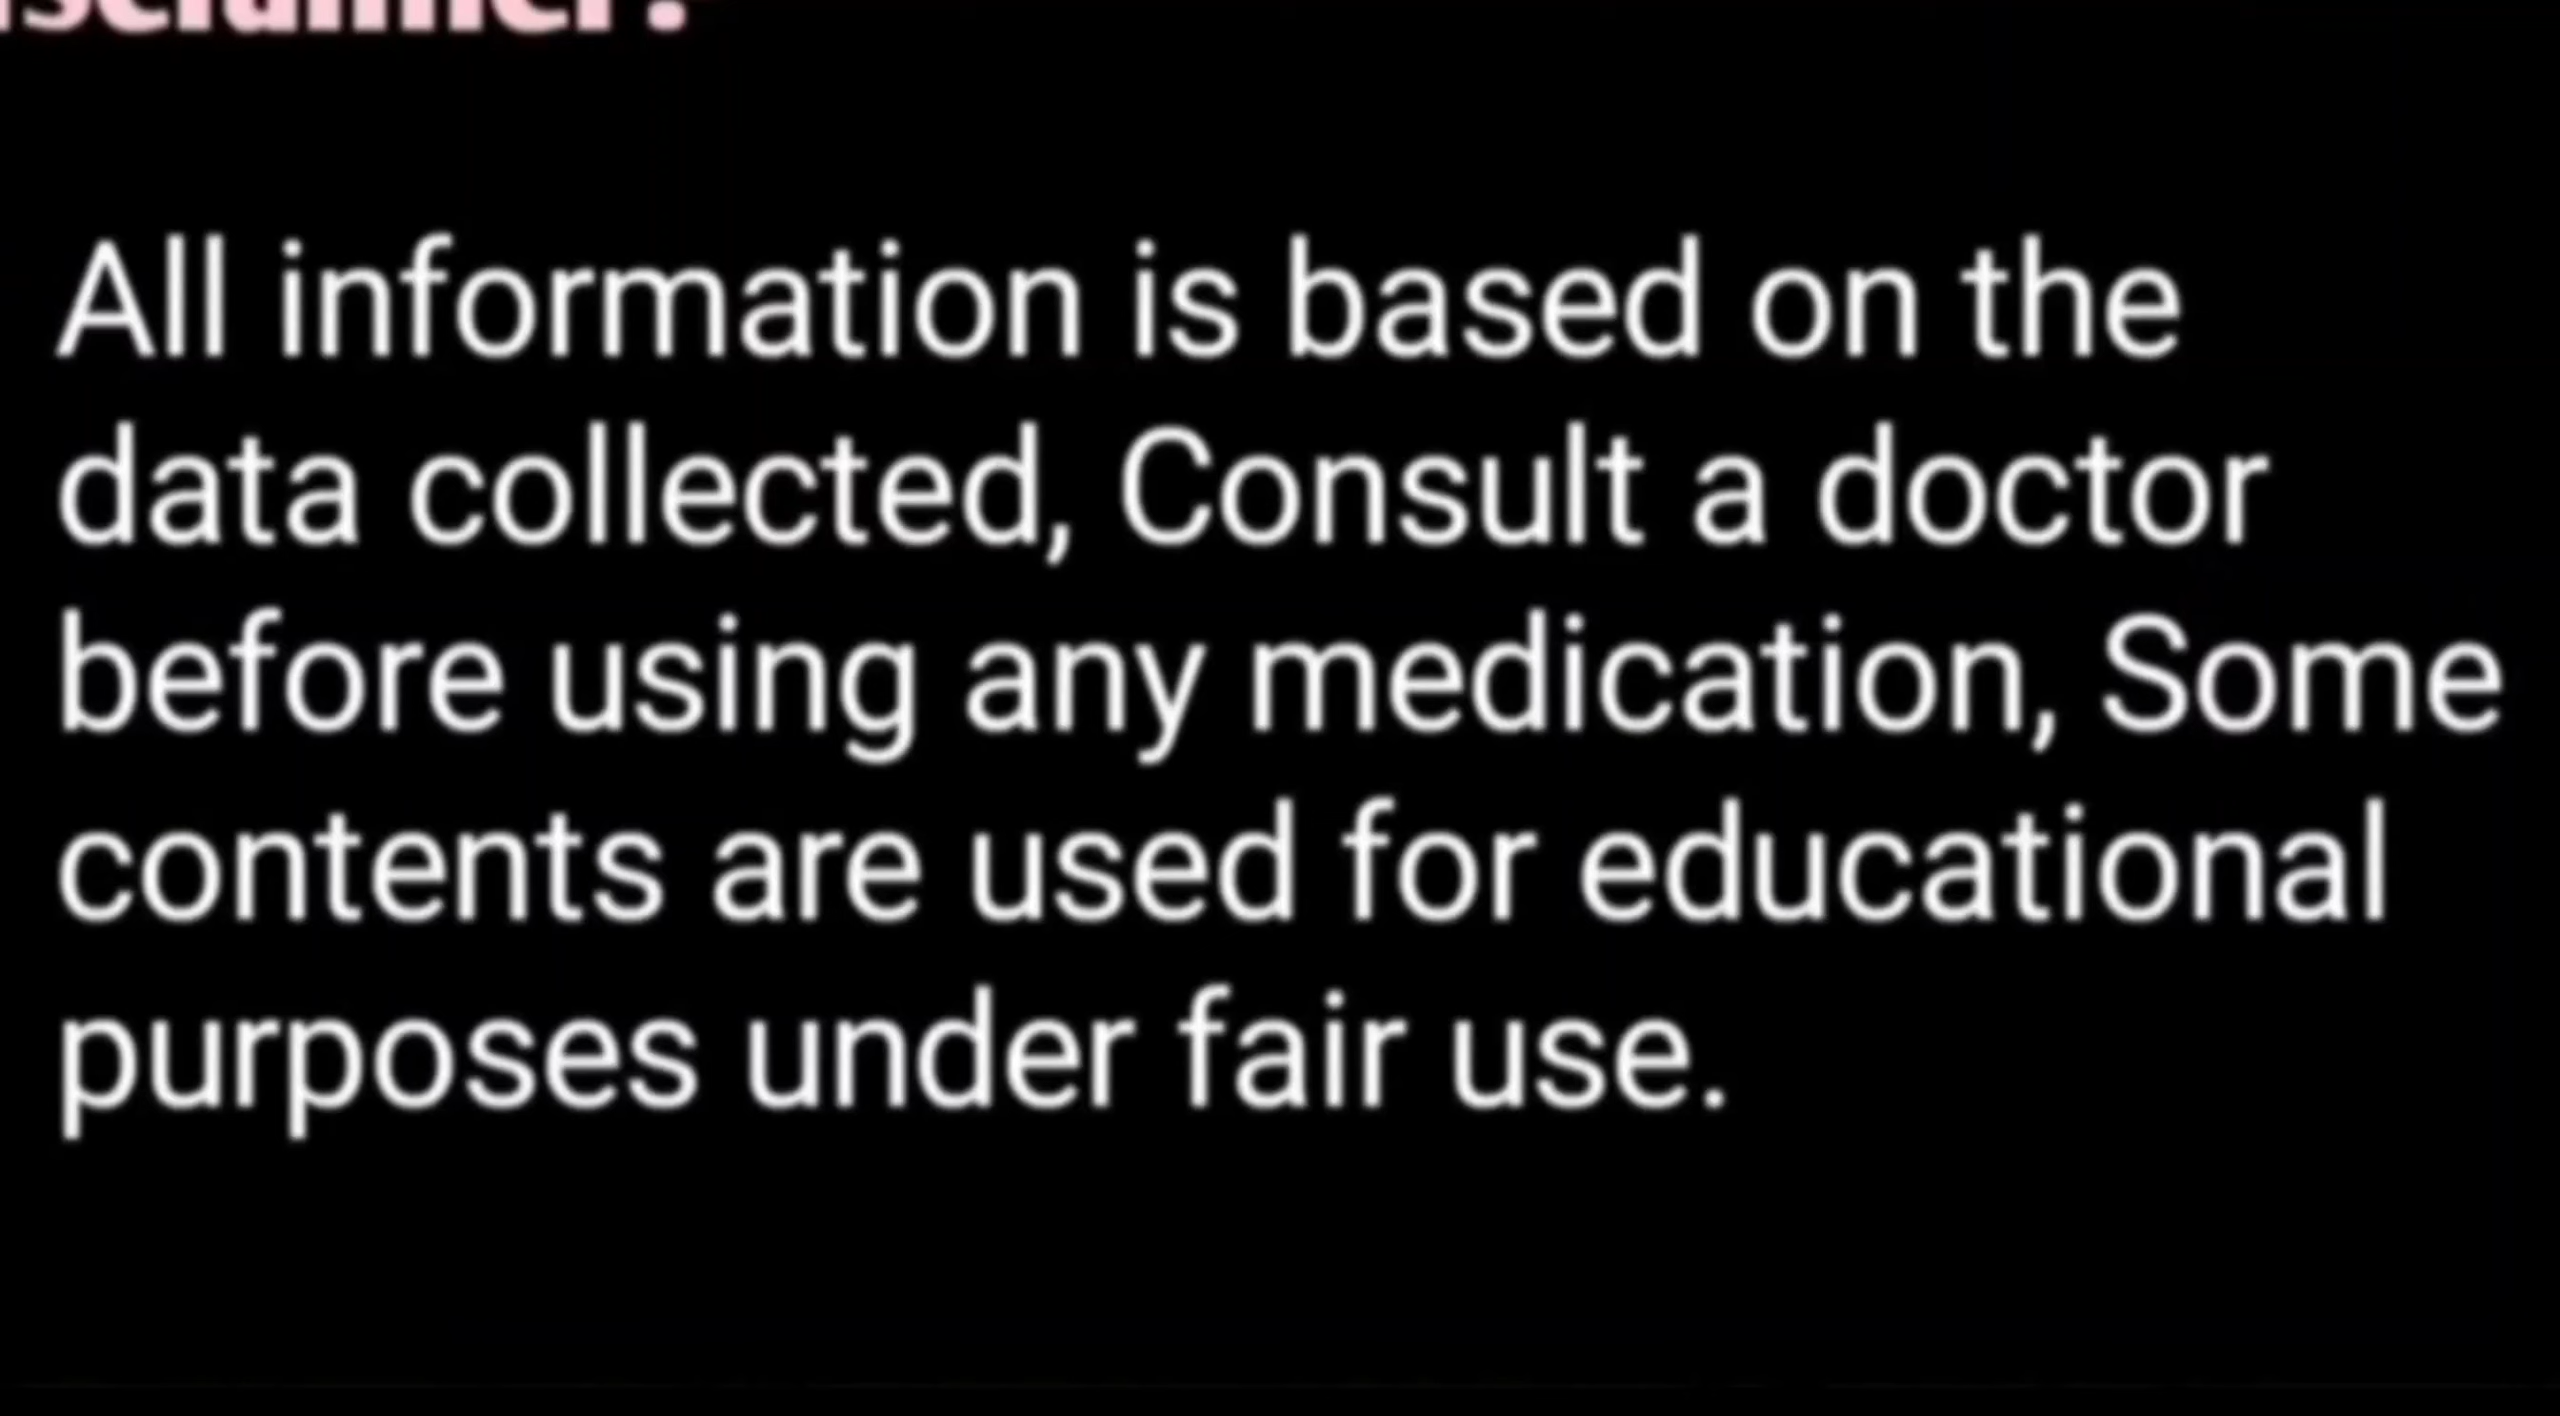 All information is based on the
data collected, Consult a doctor
before using any medication, Some
contents are used for educational
purposes under fair use.